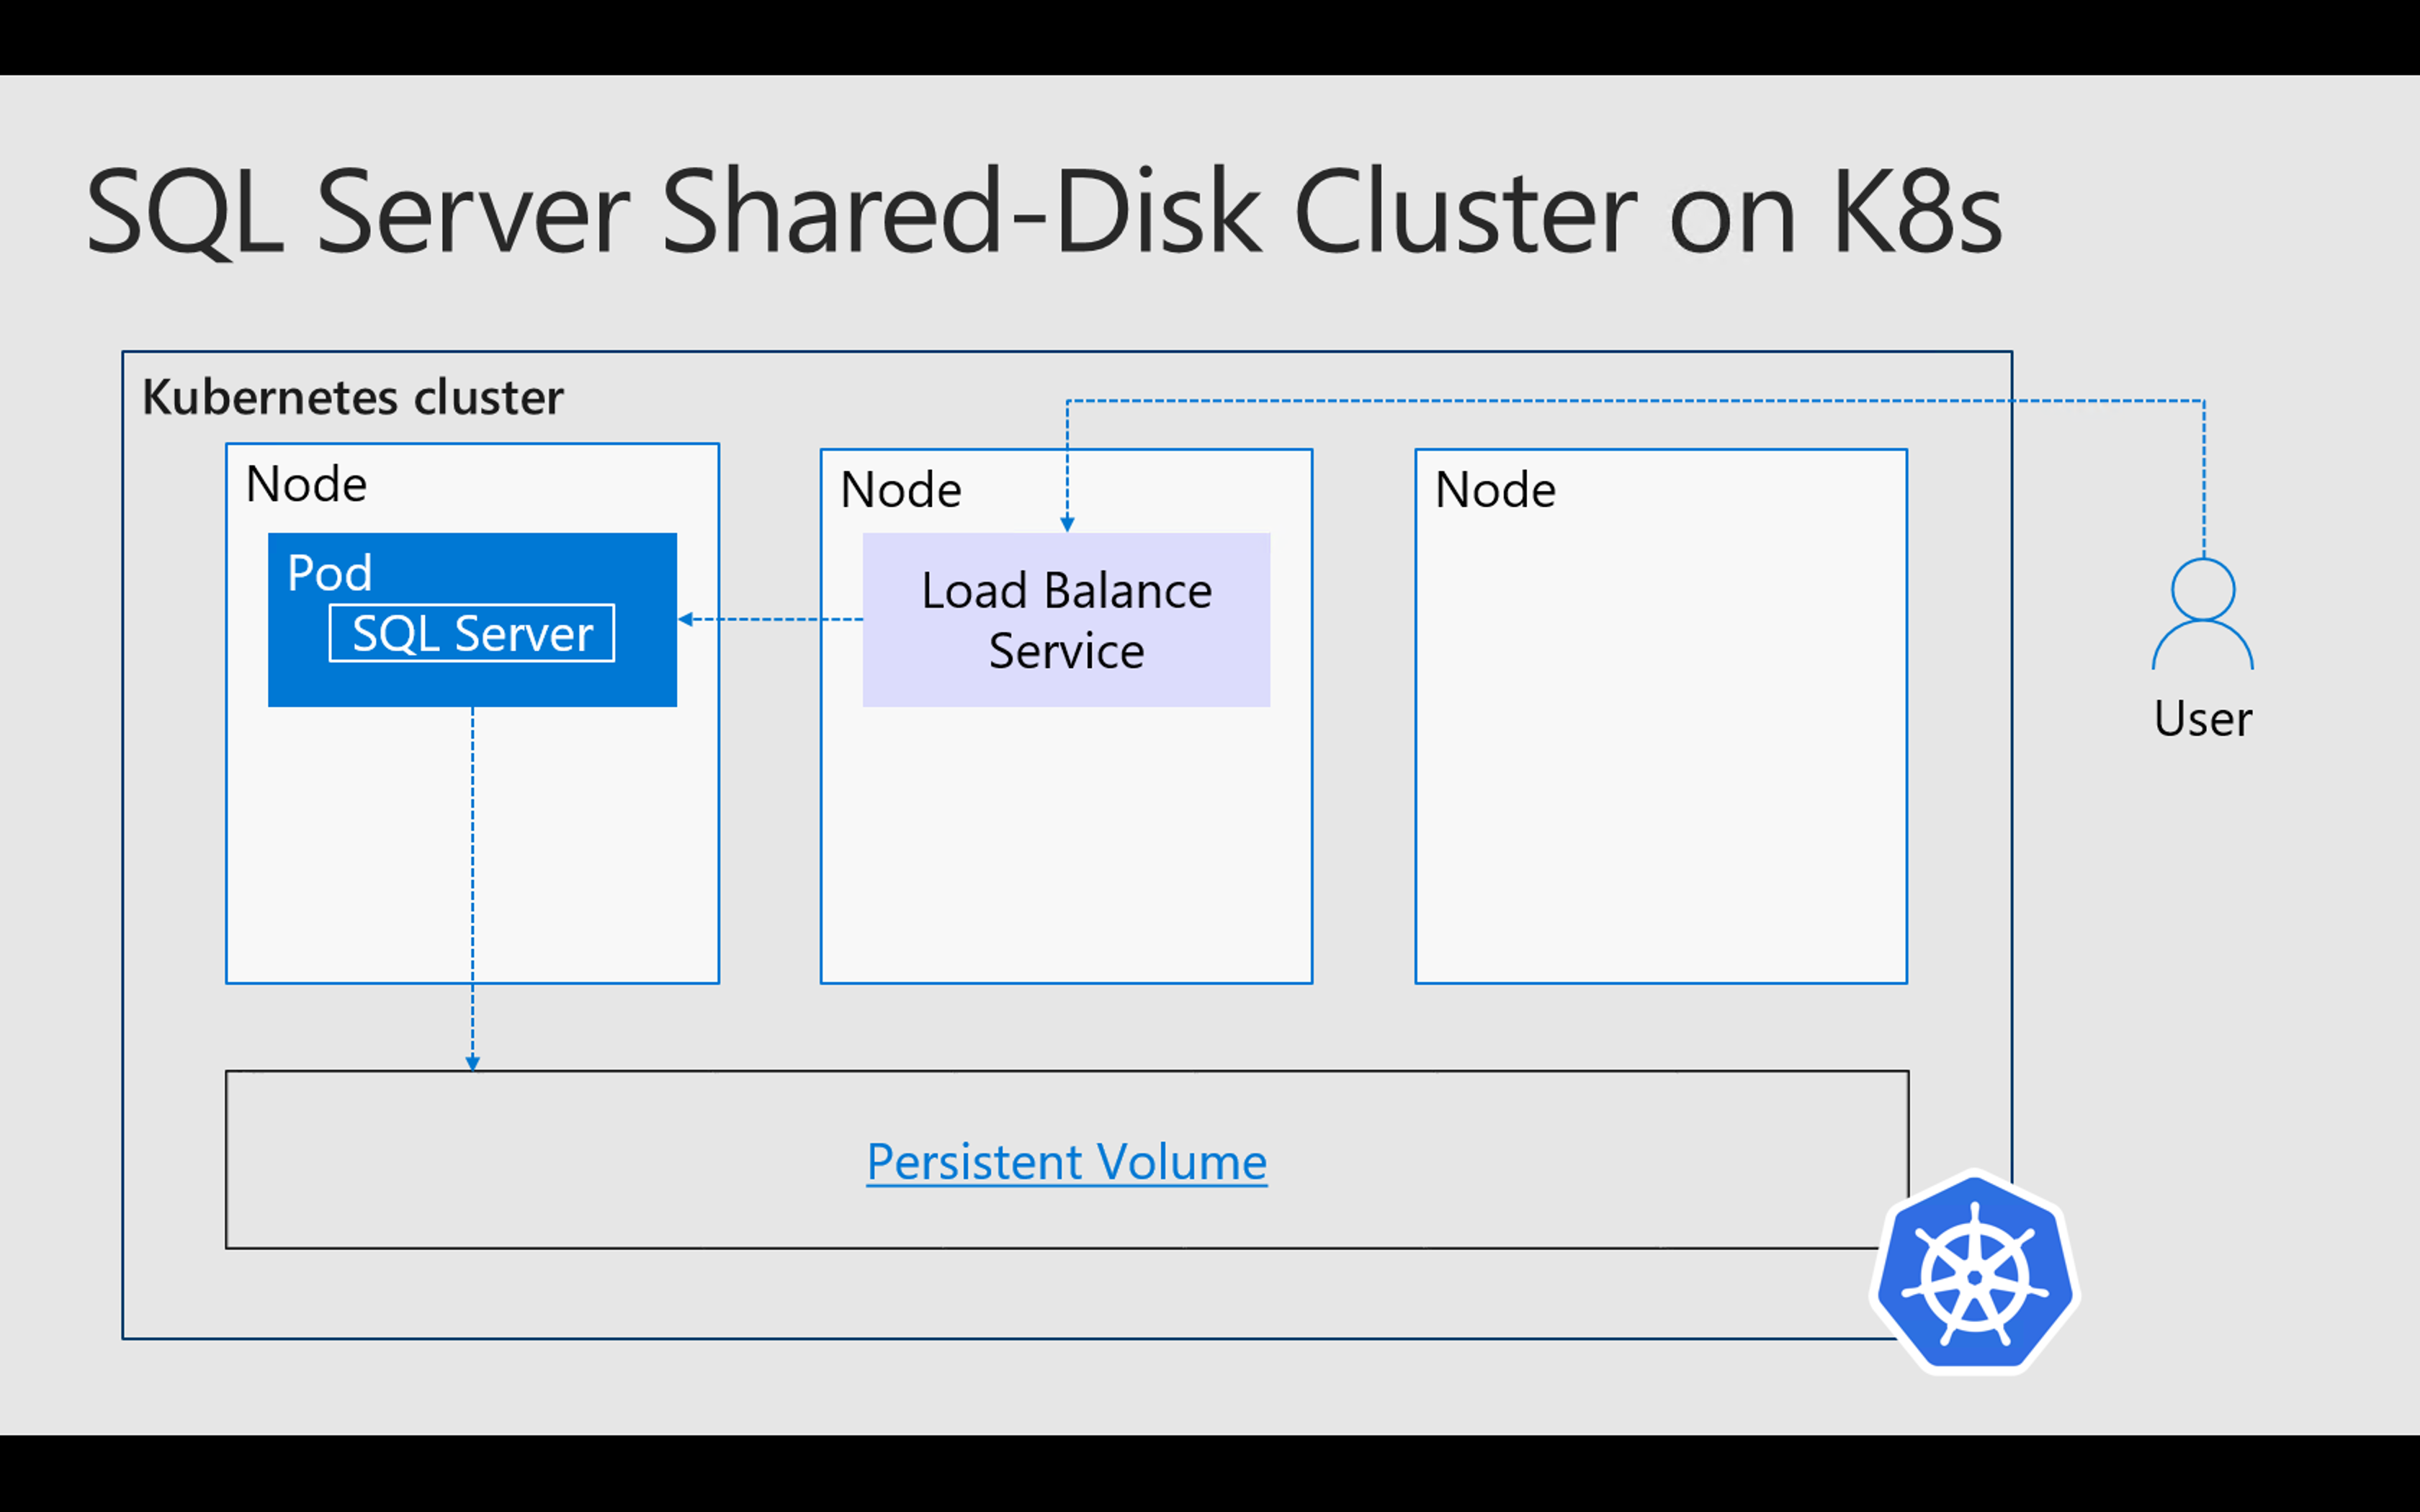 SQL Server Shared-Disk Cluster on K8s
Kubernetes cluster
Node
Pod
SQL Server
Node
Load Balance
Service
Node
User
Persistent Volume